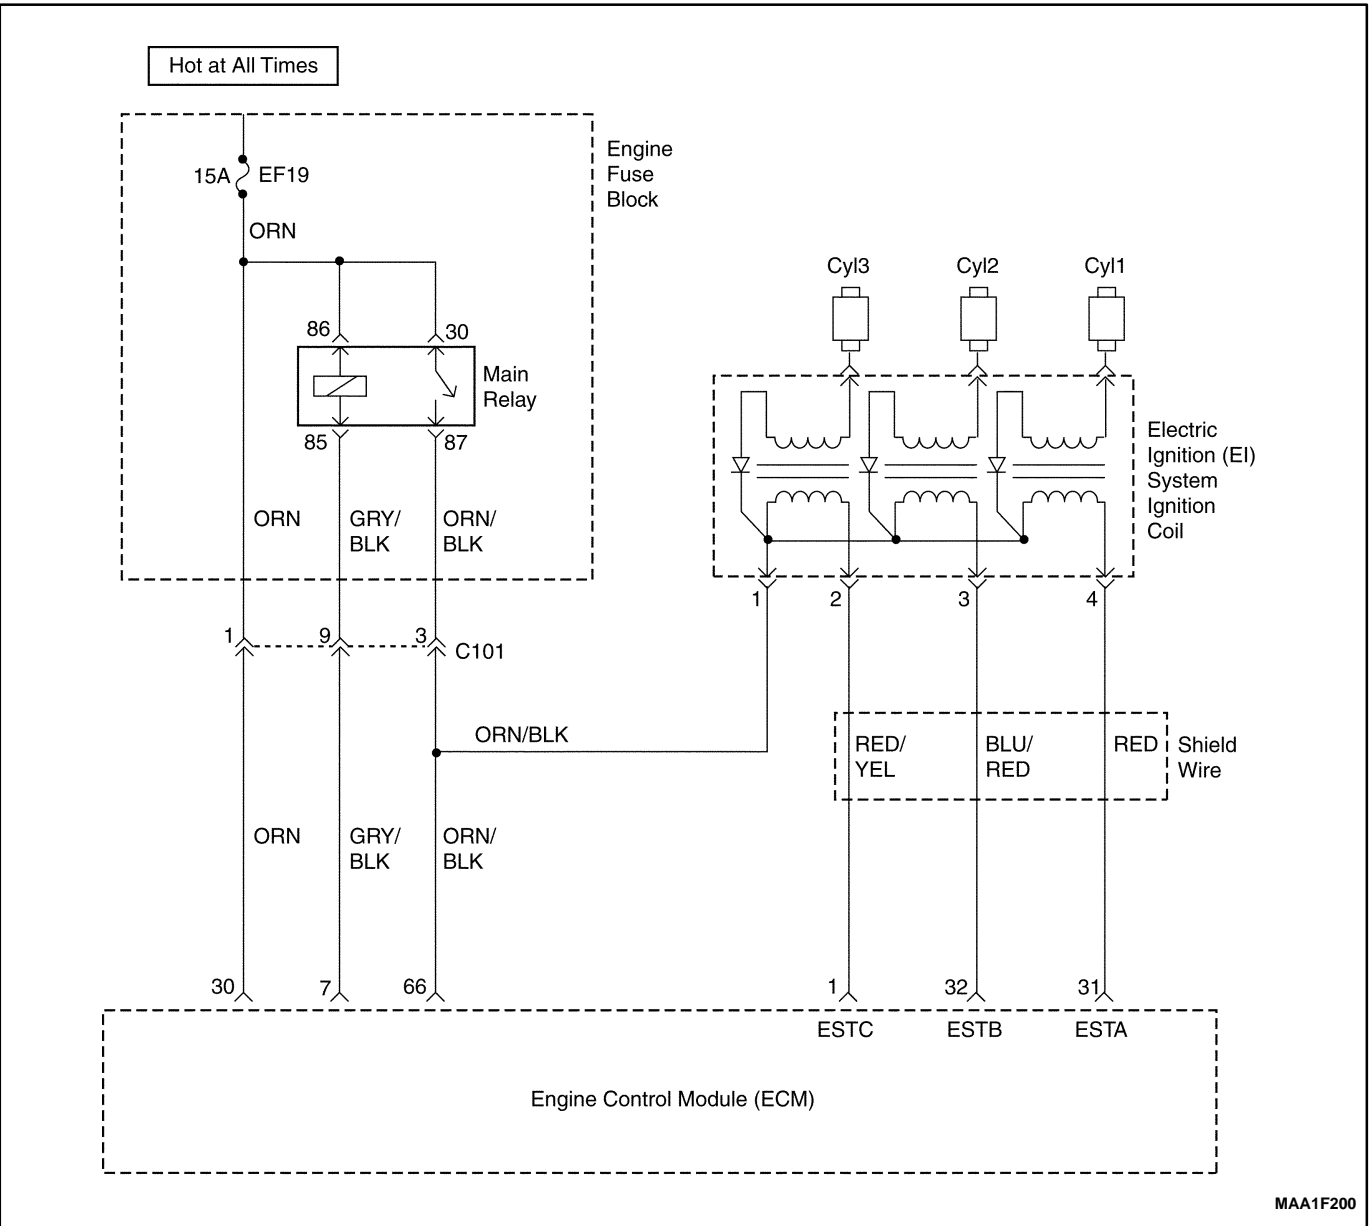 Hot at All Times
Engine
Fuse
Block
15A EF19
ORN
Cyl3 Cyl2 Cyl1
86 30
Main
Relay
85 87
Electric
Ignition (EI)
System
Ignition
Coil
ORN GRY/ ORN/
BLK BLK
1 2 3 4
1 9 3 C101
ORN/BLK
RED/ BLU/ RED
YEL RED
Shield
Wire
ORN GRY/ ORN/
BLK BLK
30 7 66 1 32 31
ESTC ESTB ESTA
Engine Control Module (ECM)
MAA1F200